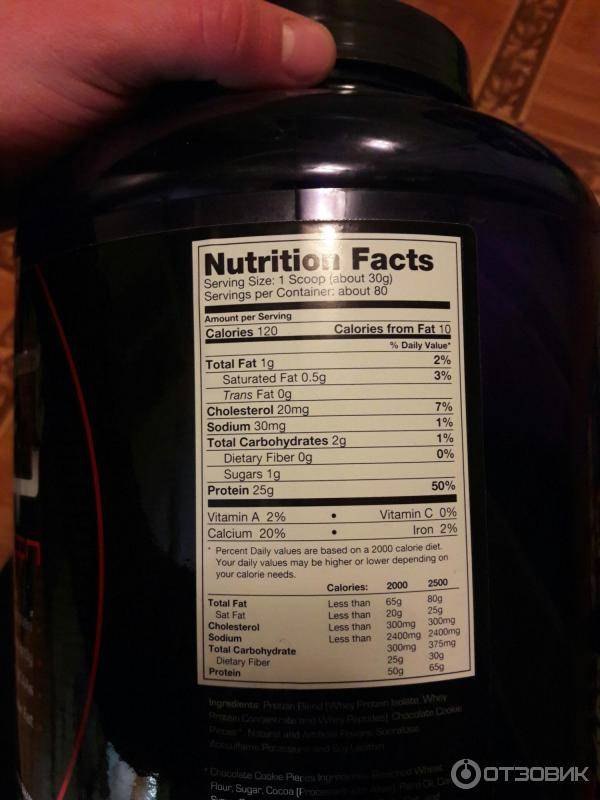 Nutrition Facts
Serving Size: 1 Scoop (about 30g)
Servings per Container: about 80
Amount per Serving
Calories 120 Calories from Fat 10
% Daily Value*
Total Fat 1g 2%
Saturated Fat 0.5g 3%
Trans Fat 0g
Cholesterol 20mg 7%
Sodium 30mg 1%
Total Carbohydrates 2g 1%
Dietary Fiber 0g 0%
Sugars 1g
Protein 25g 50%
Vitamin A 2% • Vitamin C 0%
Calcium 20% • Iron 2%
* Percent Daily values are based on a 2000 calorie diet.
Your daily values may be higher or lower depending on
your calorie needs.
Calories: 2000 2500
Total Fat Less than 65g 80g
Sat Fat Less than 20g 25g
Cholesterol Less than 300mg 300mg
Sodium Less than 2400mg 2400mg
Total Carbohydrate 300mg 375mg
Dietary Fiber 25g 30g
Protein 50g 65g
Ingredients: Protein Blend (Whey Protein Isolate, Whey
Protein Concentrate and Whey Peptides), Chocolate Cookie
Pieces*, Natural and Artificial Flavors, Sucralose,
Acesulfame Potassium and Soy Lecithin
* Chocolate Cookie Pieces Ingredients: Bleached Wheat
Flour, Sugar, Cocoa
ОТЗОВИК